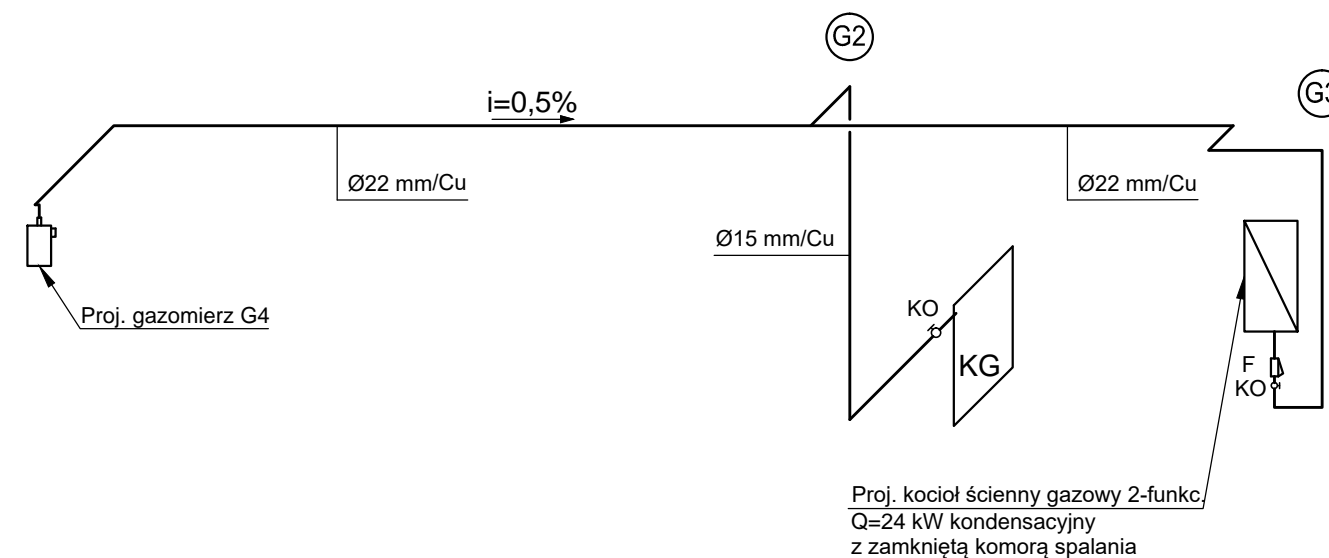 G2
G3
i=0,5%
Ø22 mm/Cu
Ø22 mm/Cu
Ø15 mm/Cu
Proj. gazomierz G4
KO
KG
F
KO
Proj. kocioł ścienny gazowy 2-funkc.
Q=24 kW kondensacyjny
z zamkniętą komorą spalania